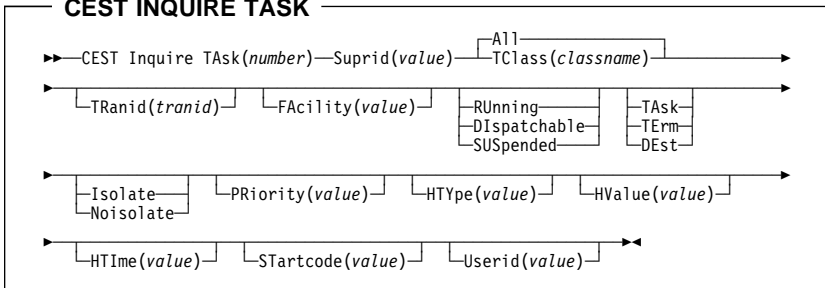 CEST INQUIRE TASK
All
CEST Inquire TAsk(number) Suprid(value) TClass(classname)
TRanid(tranid) FAcility(value) RUnning TAsk
DIspatchable TErm
SUSpended DEst
Isolate PRiority(value) HTYpe(value) HValue(value)
Noisolate
HTIme(value) STartcode(value) Userid(value)